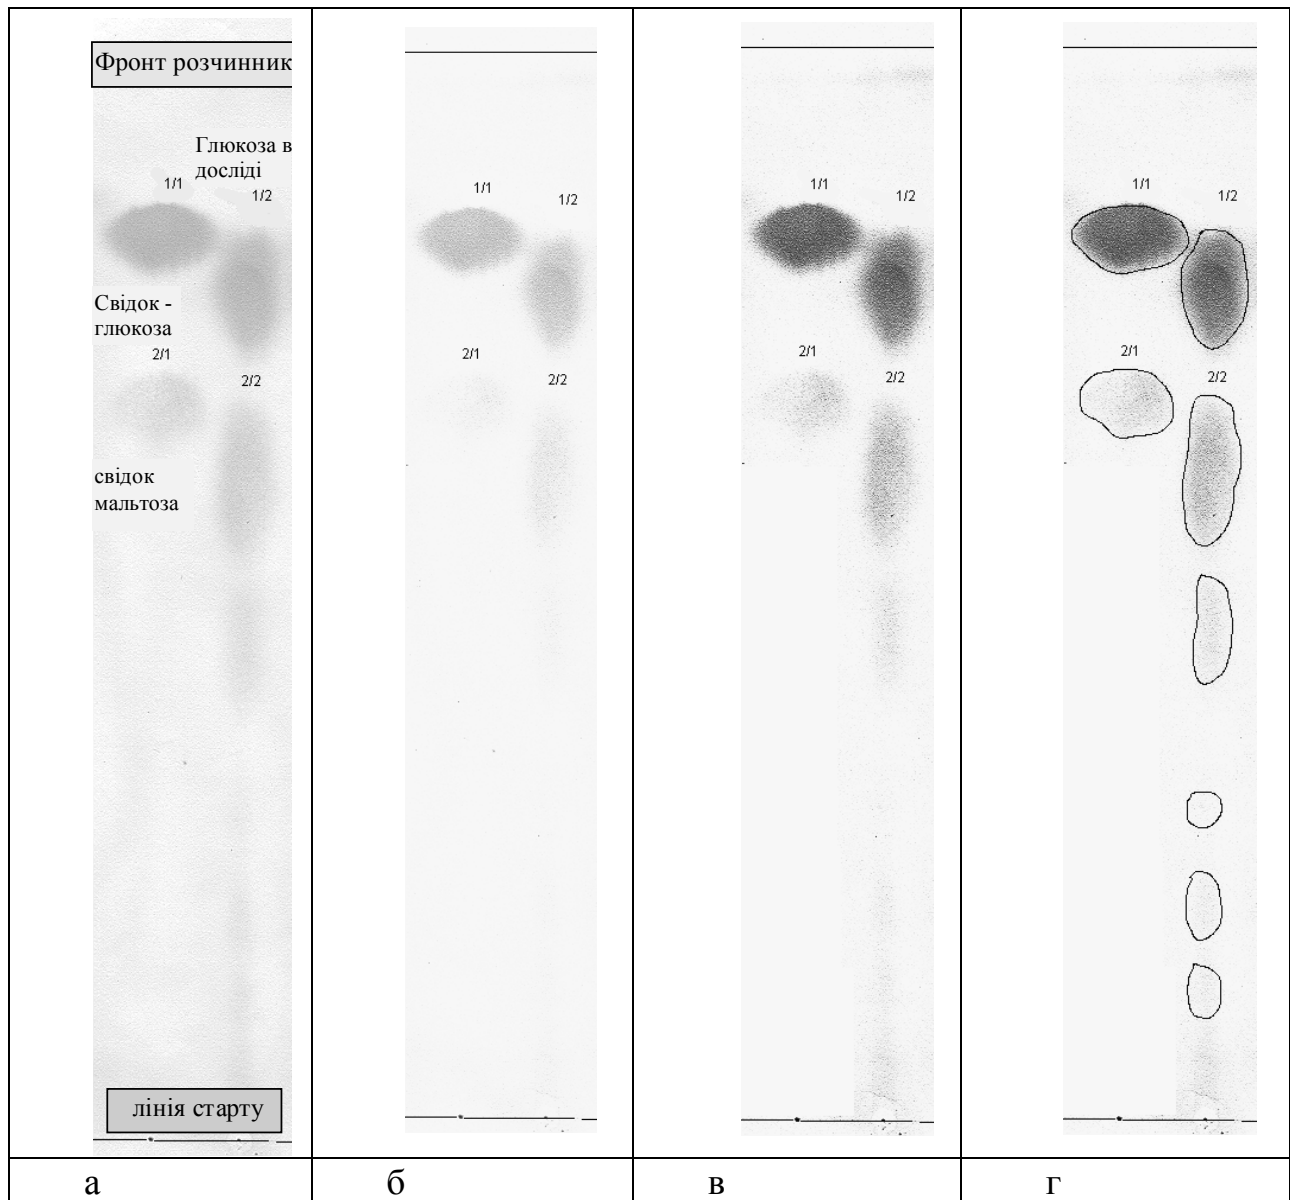 Фронт розчинник
Глюкоза в
досліді
1/1
1/2
Свідок -
глюкоза
2/1
2/2
свідок
мальтоза
лінія старту
1/1
1/2
2/1
2/2
1/1
1/2
2/1
2/2
1/1
1/2
2/1
2/2
а
б
в
г